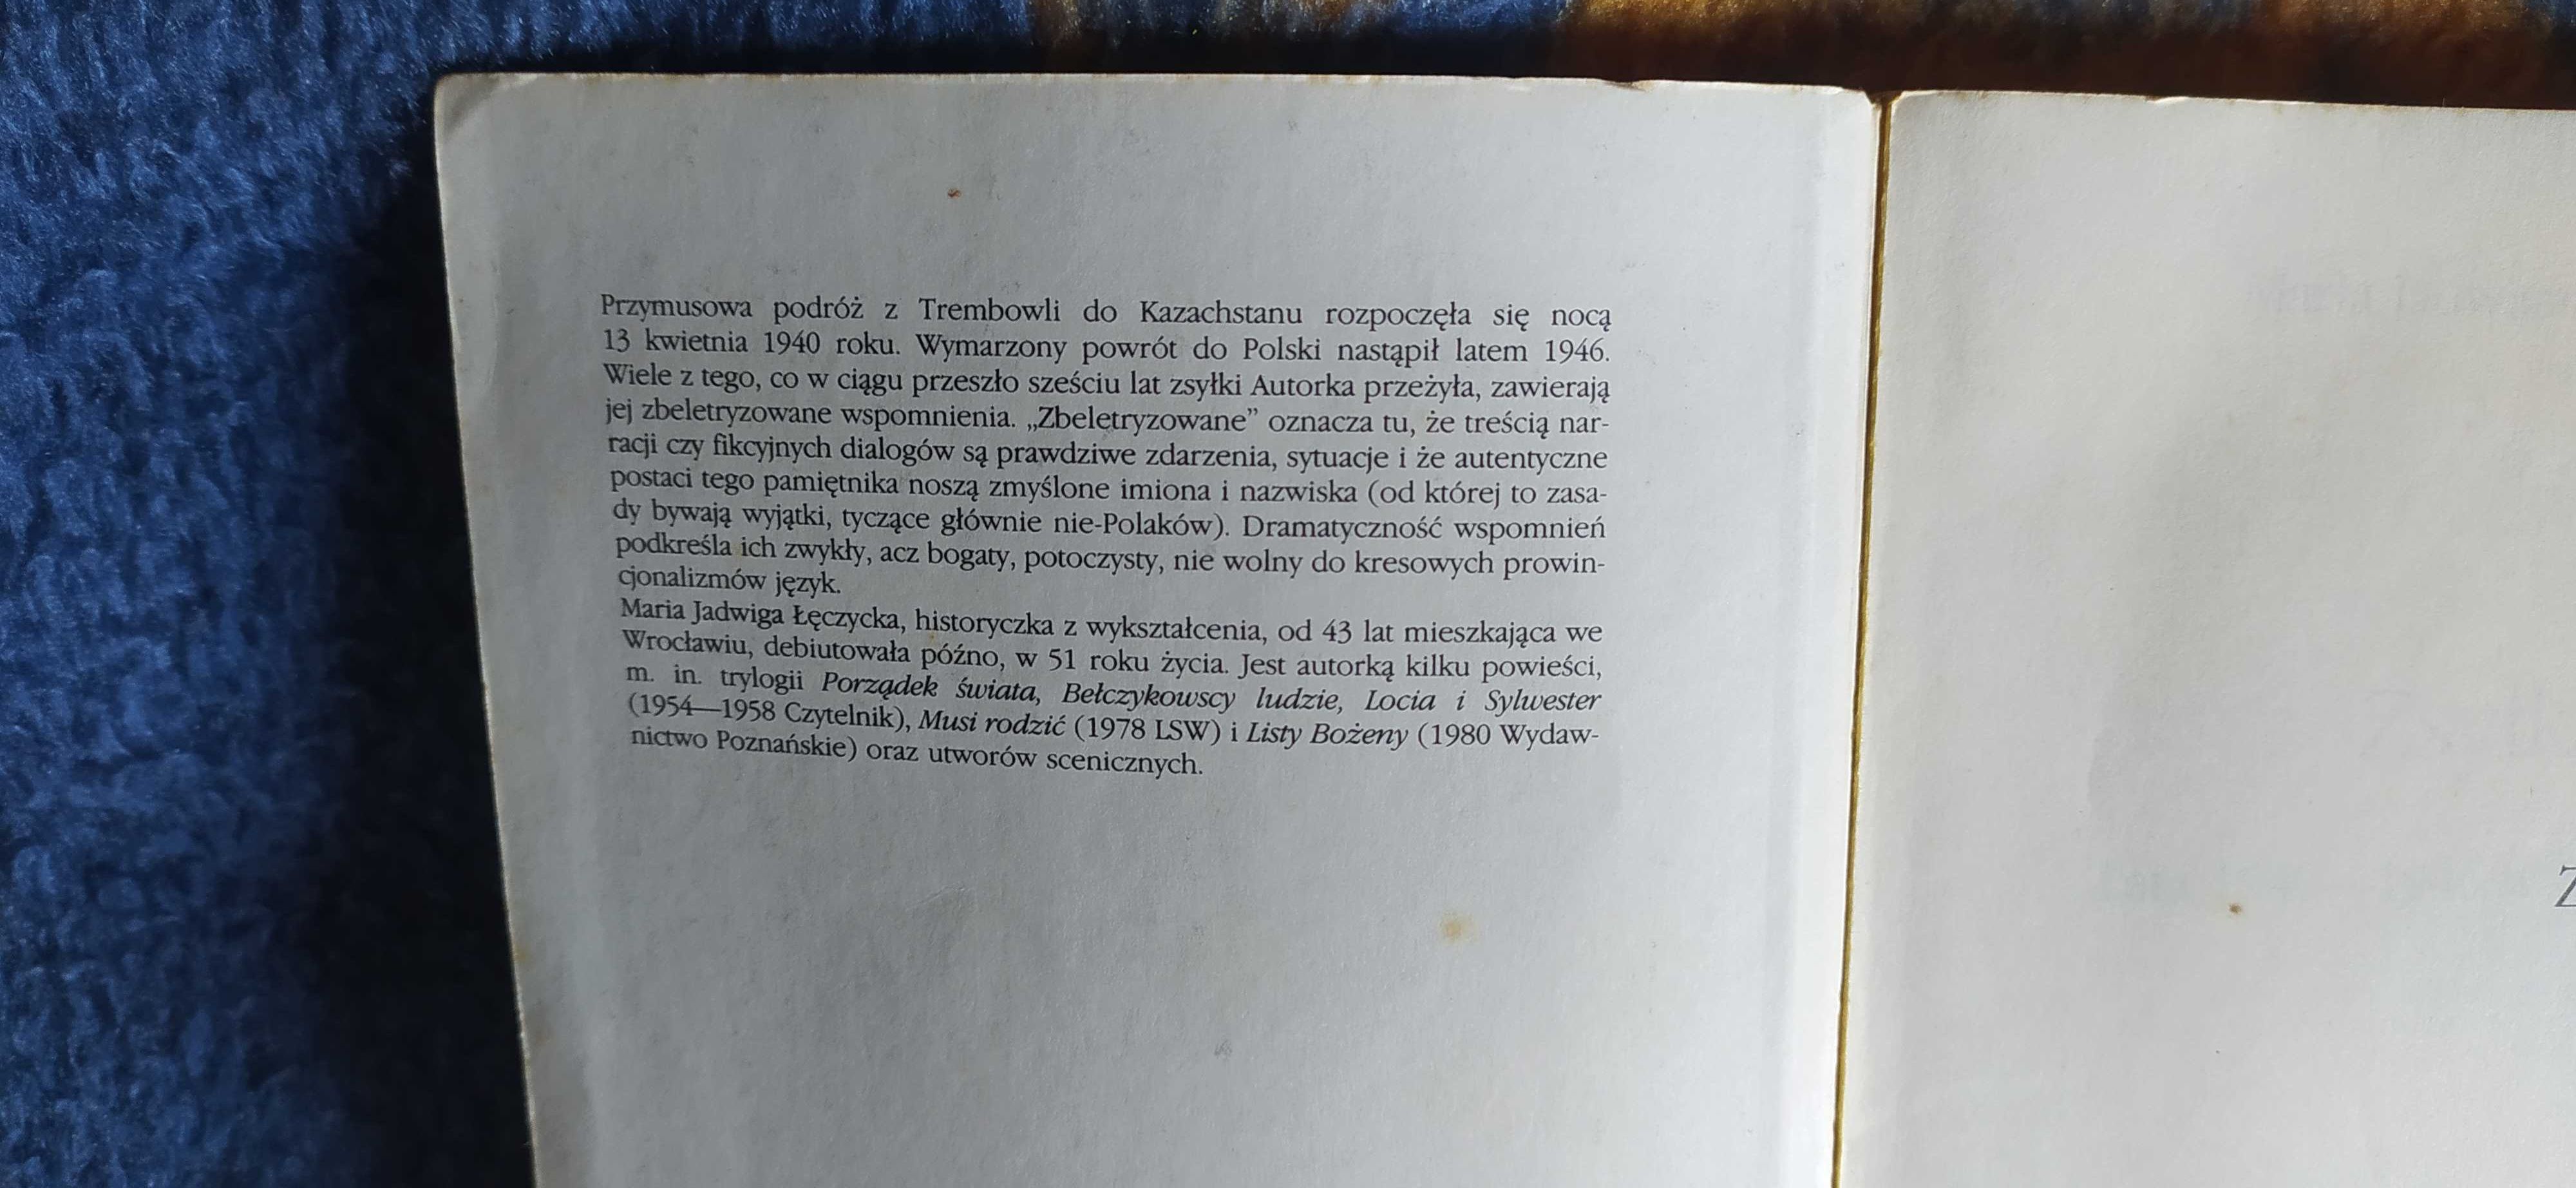 Przymusowa podróż z Trembowli do Kazachstanu rozpoczęła się nocą
13 kwietnia 1940 roku. Wymarzony powrót do Polski nastąpił latem 1946.
Wiele z tego, co w ciągu przeszło sześciu lat zsyłki Autorka przeżyła, zawierają
jej zbeletryzowane wspomnienia. „Zbeletryzowane” oznacza tu, że treścią nar-
racji czy fikcyjnych dialogów są prawdziwe zdarzenia, sytuacje i że autentyczne
postaci tego pamiętnika noszą zmyślone imiona i nazwiska (od której to zasa-
dy bywają wyjątki, tyczące głównie nie-Polaków). Dramatyczność wspomnień
podkreśla ich zwykły, acz bogaty, potoczysty, nie wolny do kresowych prowin-
cjonalizmów język.
Maria Jadwiga Łęczycka, historyczka z wykształcenia, od 43 lat mieszkająca we
Wrocławiu, debiutowała późno, w 51 roku życia. Jest autorką kilku powieści,
m. in. trylogii Porządek świata, Bełczykowscy ludzie, Locia i Sylwester
(1954—1958 Czytelnik), Musi rodzić (1978 LSW) i Listy Bożeny (1980 Wydaw-
nictwo Poznańskie) oraz utworów scenicznych.
Z